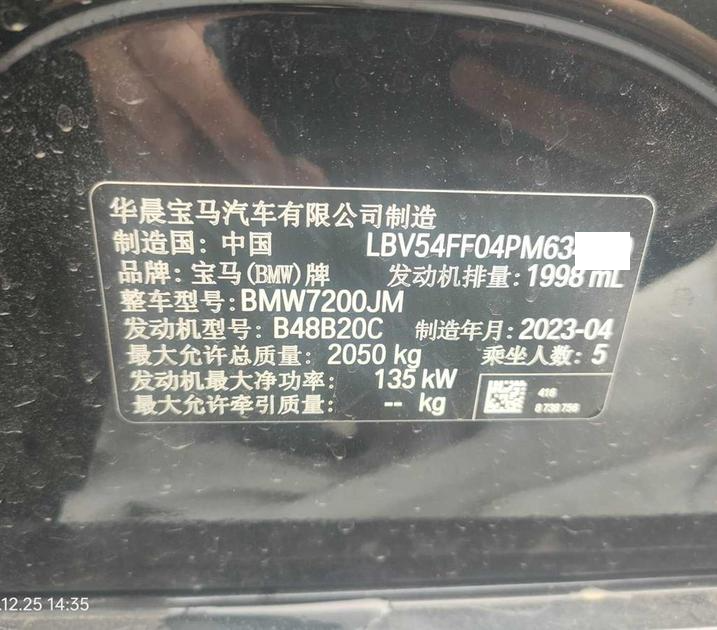 华晨宝马汽车有限公司制造
制造国：中国 LBV54FF04PM63
品牌：宝马(BMW)牌 发动机排量：1998 mL
整车型号：BMW7200JM
发动机型号：B48B20C 制造年月：2023-04
最大允许总质量：2050 kg 乘坐人数：5
发动机最大净功率：135 kW
最大允许牵引质量：-- kg
416
8 738 758
.12.25 14:35